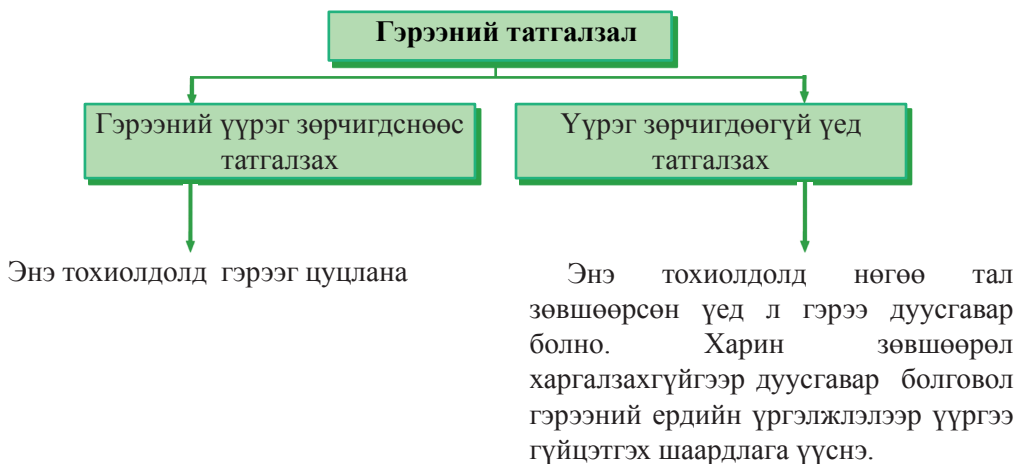 Гэрээний татгалзал
Гэрээний үүрэг зөрчигдснөөс
татгалзах
Үүрэг зөрчигдөөгүй үед
татгалзах
Энэ тохиолдолд гэрээг цуцлана
Энэ тохиолдолд нөгөө тал
зөвшөөрсөн үед л гэрээ дуусгавар
болно. Харин зөвшөөрөл
харгалзахгүйгээр дуусгавар болговол
гэрээний ердийн үргэлжлэлээр үүргээ
гүйцэтгэх шаардлага үүснэ.